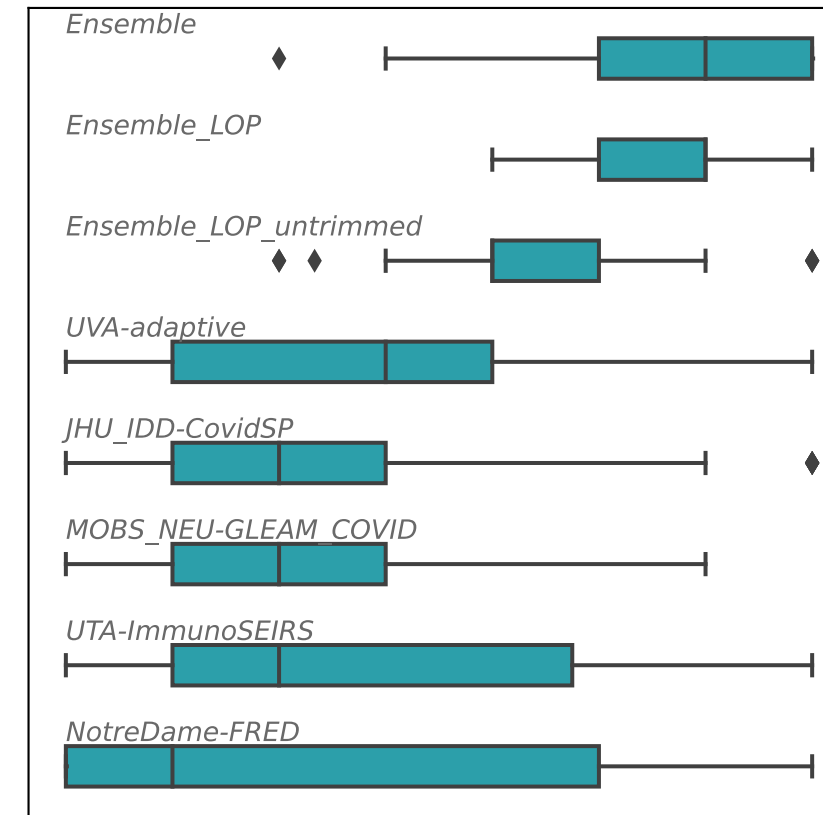 Ensemble
Ensemble_LOP
Ensemble_LOP_untrimmed
UVA-adaptive
JHU_IDD-CovidSP
MOBS_NEU-GLEAM_COVID
UTA-ImmunoSEIRS
NotreDame-FRED